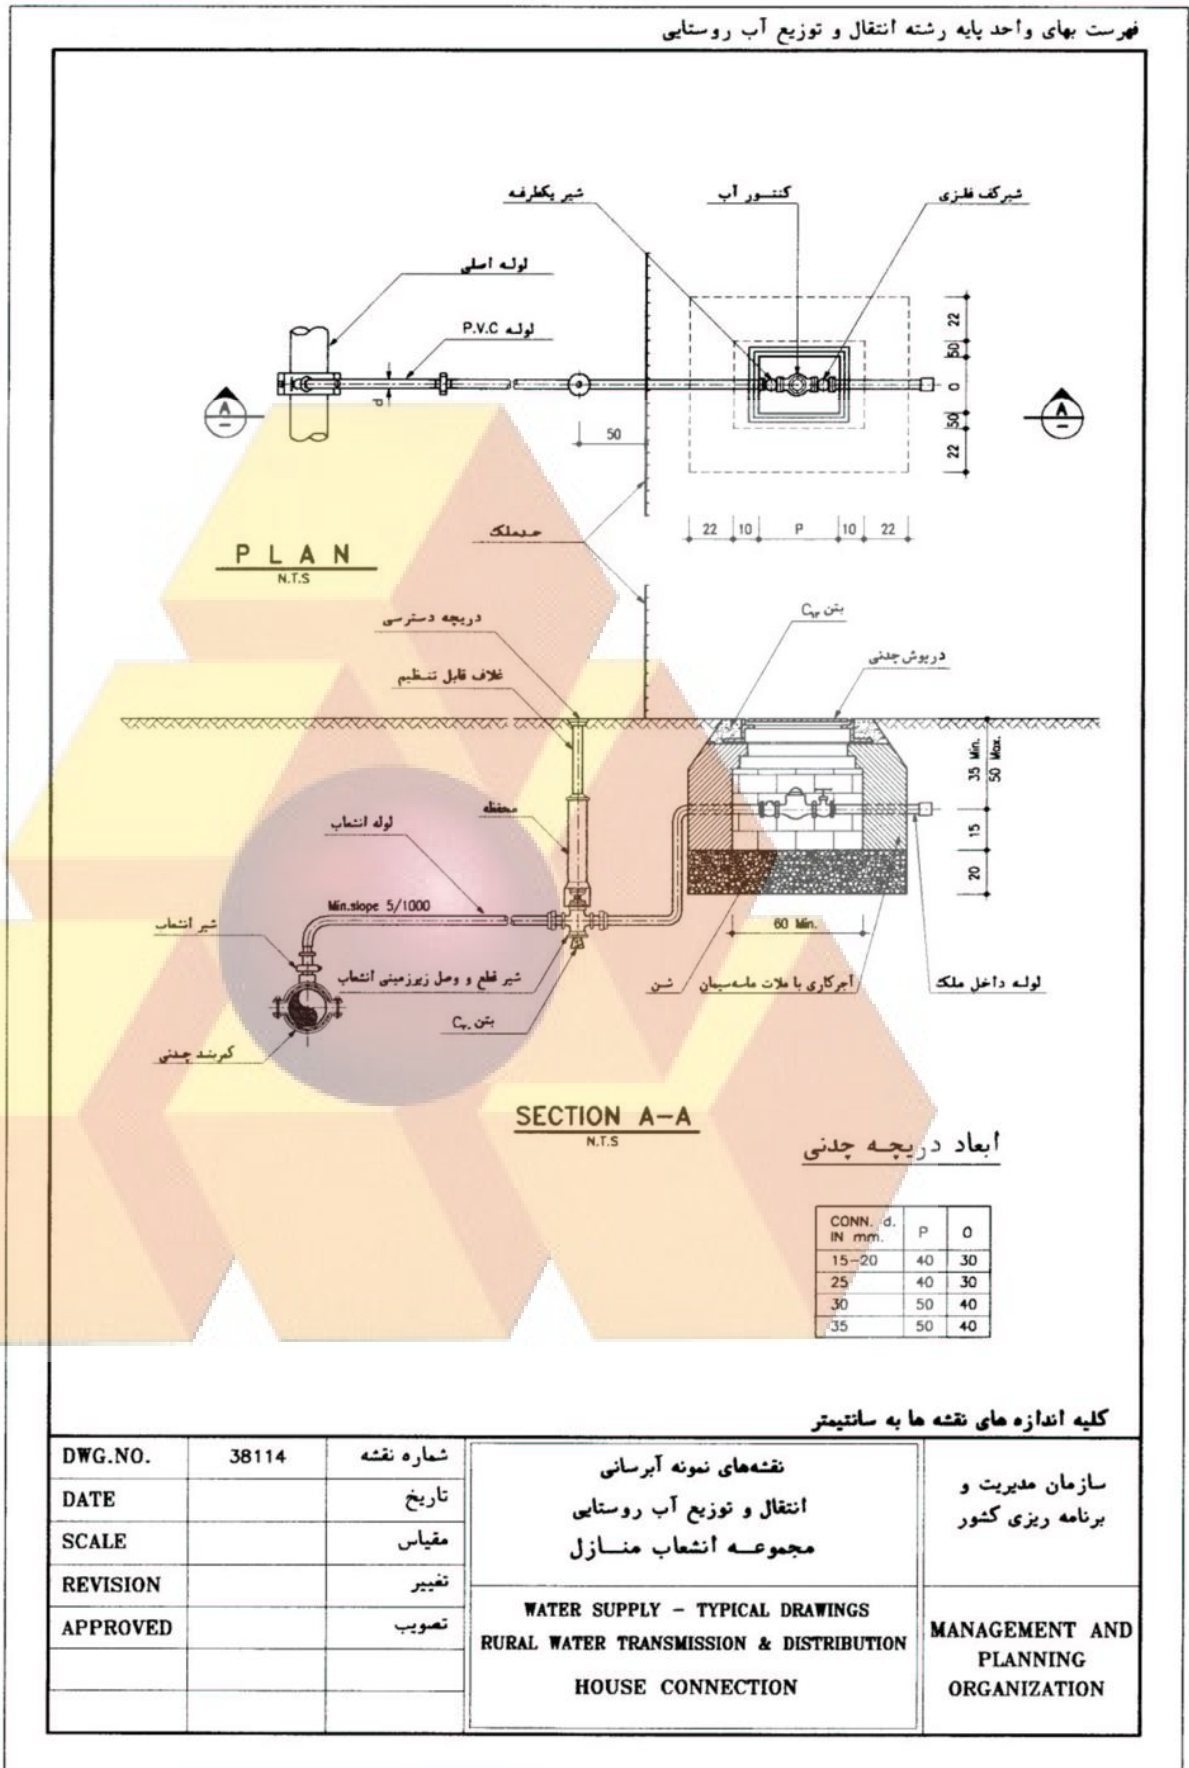 فهرست بهای واحد پایه رشته انتقال و توزیع آب روستایی
شیر یکطرفه
کنتور آب
شیرکف فلزی
لوله اصلی
لوله P.V.C
A
A
d
50
22
50
O
50
22
22
10
P
10
22
حدملک
PLAN
N.T.S
دریچه دسترسی
غلاف قابل تنظیم
بتن C۱۲
درپوش چدنی
محفظه
لوله انشعاب
Min.slope 5/1000
شیر انشعاب
شیر قطع و وصل زیرزمینی انشعاب
بتن C۲۰
کمربند چدنی
35 Min.
50 Max.
15
20
60 Min.
شن
آجرکاری با ملات ماسه‌سیمان
لوله داخل ملک
SECTION A-A
N.T.S
ابعاد دریچه چدنی
CONN. d. IN mm. P O
15-20 40 30
25 40 30
30 50 40
35 50 40
کلیه اندازه های نقشه ها به سانتیمتر
DWG.NO. 38114 شماره نقشه
DATE تاریخ
SCALE مقیاس
REVISION تغییر
APPROVED تصویب
نقشه‌های نمونه آبرسانی
انتقال و توزیع آب روستایی
مجموعه انشعاب منازل
WATER SUPPLY - TYPICAL DRAWINGS
RURAL WATER TRANSMISSION & DISTRIBUTION
HOUSE CONNECTION
سازمان مدیریت و
برنامه ریزی کشور
MANAGEMENT AND
PLANNING
ORGANIZATION